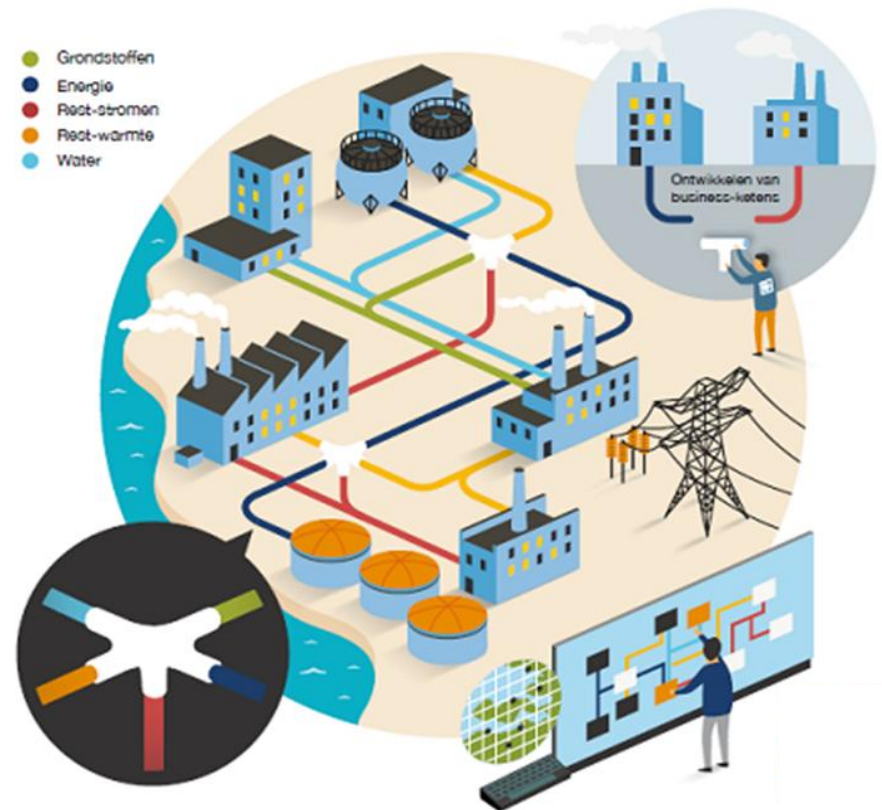 Grondstoffen
Energie
Rest-stromen
Rest-warmte
Water
Ontwikkelen van
business-ketens